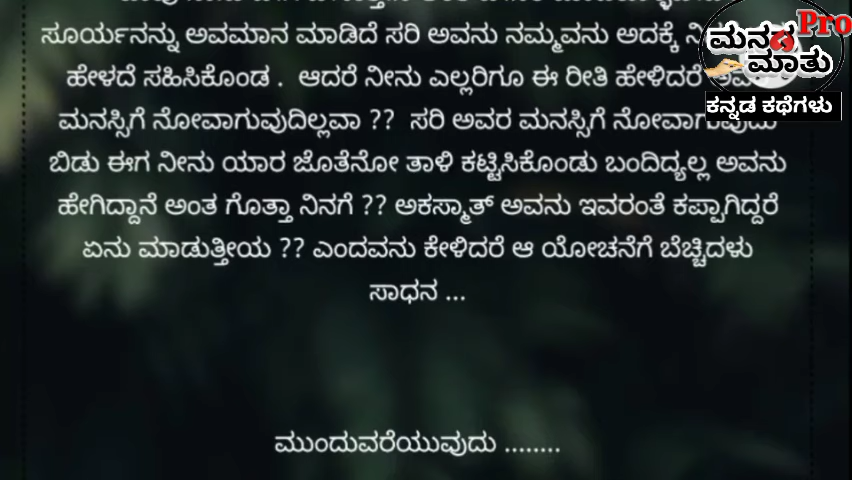 ಸೂರ್ಯನನ್ನು ಅವಮಾನ ಮಾಡಿದೆ ಸರಿ ಅವನು ನಮ್ಮವನು ಅದಕ್ಕೆ
ಹೇಳದೆ ಸಹಿಸಿಕೊಂಡ . ಆದರೆ ನೀನು ಎಲ್ಲರಿಗೂ ಈ ರೀತಿ ಹೇಳಿದರೆ
ಮನಸ್ಸಿಗೆ ನೋವಾಗುವುದಿಲ್ಲವಾ ?? ಸರಿ ಅವರ ಮನಸ್ಸಿಗೆ ನೋವಾಗುವುದು
ಬಿಡು ಈಗ ನೀನು ಯಾರ ಜೊತೆನೋ ತಾಳಿ ಕಟ್ಟಿಸಿಕೊಂಡು ಬಂದಿದ್ಯಲ್ಲ ಅವನು
ಹೇಗಿದ್ದಾನೆ ಅಂತ ಗೊತ್ತಾ ನಿನಗೆ ?? ಅಕಸ್ಮಾತ್ ಅವನು ಇವರಂತೆ ಕಪ್ಪಾಗಿದ್ದರೆ
ಏನು ಮಾಡುತ್ತೀಯ ?? ಎಂದವನು ಕೇಳಿದರೆ ಆ ಯೋಚನೆಗೆ ಬೆಚ್ಚಿದಳು
ಸಾಧನ ...
ಮುಂದುವರೆಯುವುದು ........
Pro
ಮನದ
ಮಾತು
ಕನ್ನಡ ಕಥೆಗಳು